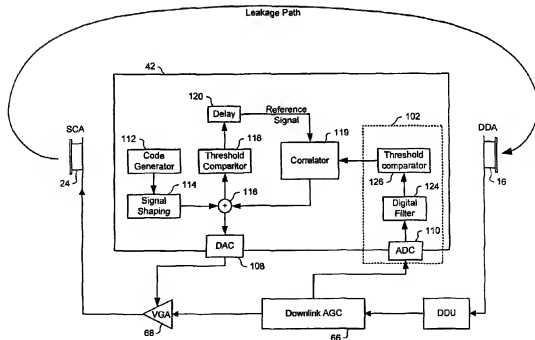 Leakage Path
42
120
Delay
Reference
Signal
102
SCA
DDA
112
118
119
Code
Generator
Threshold
Comparitor
Correlator
Threshold
comparator
24
114
126
124
16
Signal
Shaping
+
116
Digital
Filter
110
DAC
ADC
108
VGA
68
Downlink AGC
66
DDU